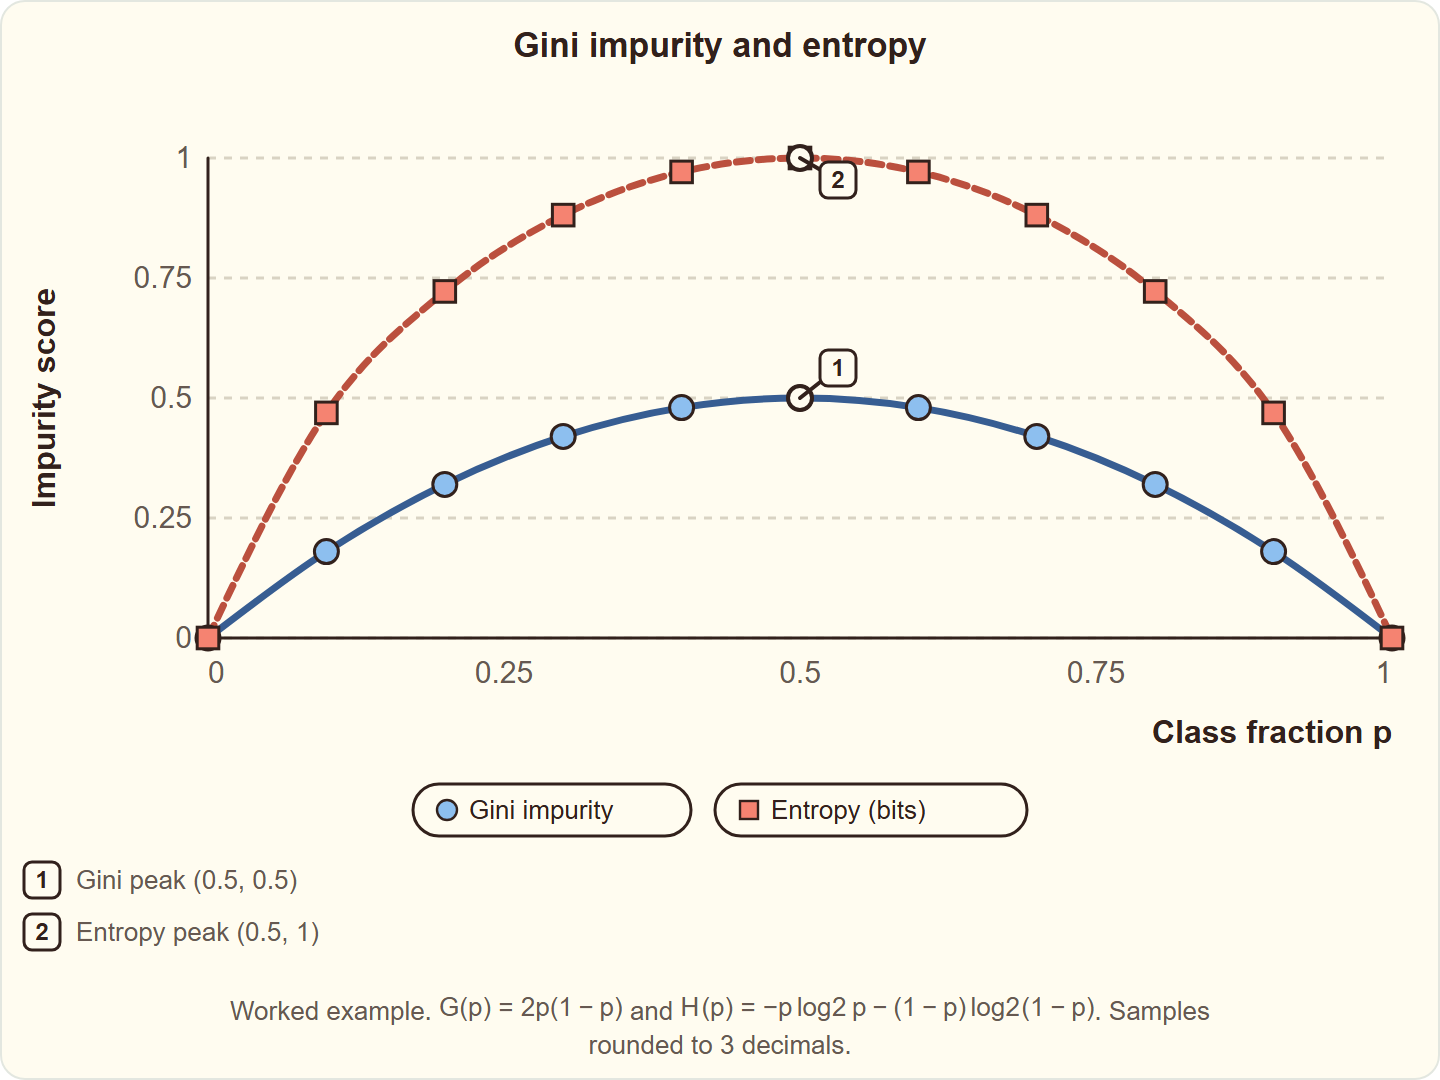 Gini impurity and entropy
Impurity score
1
0.75
0.5
0.25
0
2
1
0 0.25 0.5 0.75 1
Class fraction p
Gini impurity
Entropy (bits)
1 Gini peak (0.5, 0.5)
2 Entropy peak (0.5, 1)
Worked example. G(p) = 2p(1 − p) and H(p) = −p log2 p − (1 − p) log2(1 − p). Samples
rounded to 3 decimals.